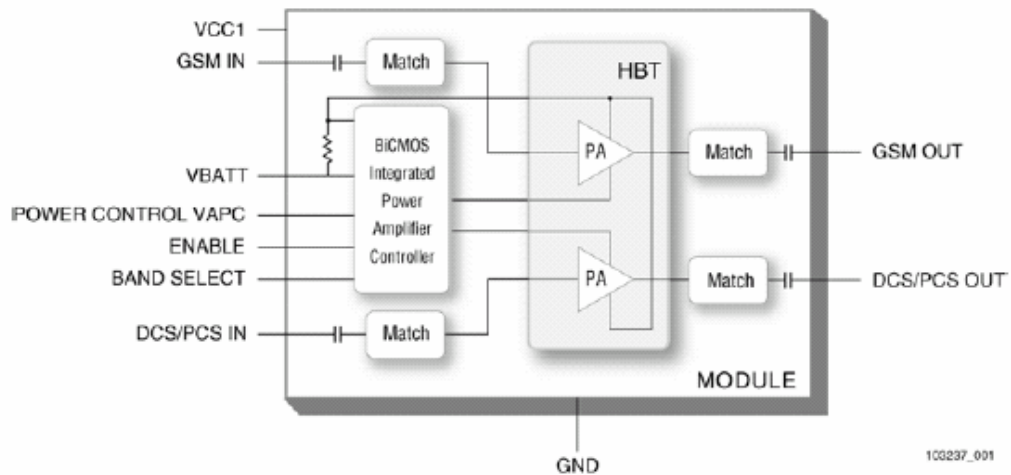 VCC1
GSM IN
Match
HBT
BiCMOS
Integrated
Power
Amplifier
Controller
PA
Match
GSM OUT
VBATT
POWER CONTROL VAPC
ENABLE
BAND SELECT
PA
Match
DCS/PCS OUT
DCS/PCS IN
Match
MODULE
GND
103237_001